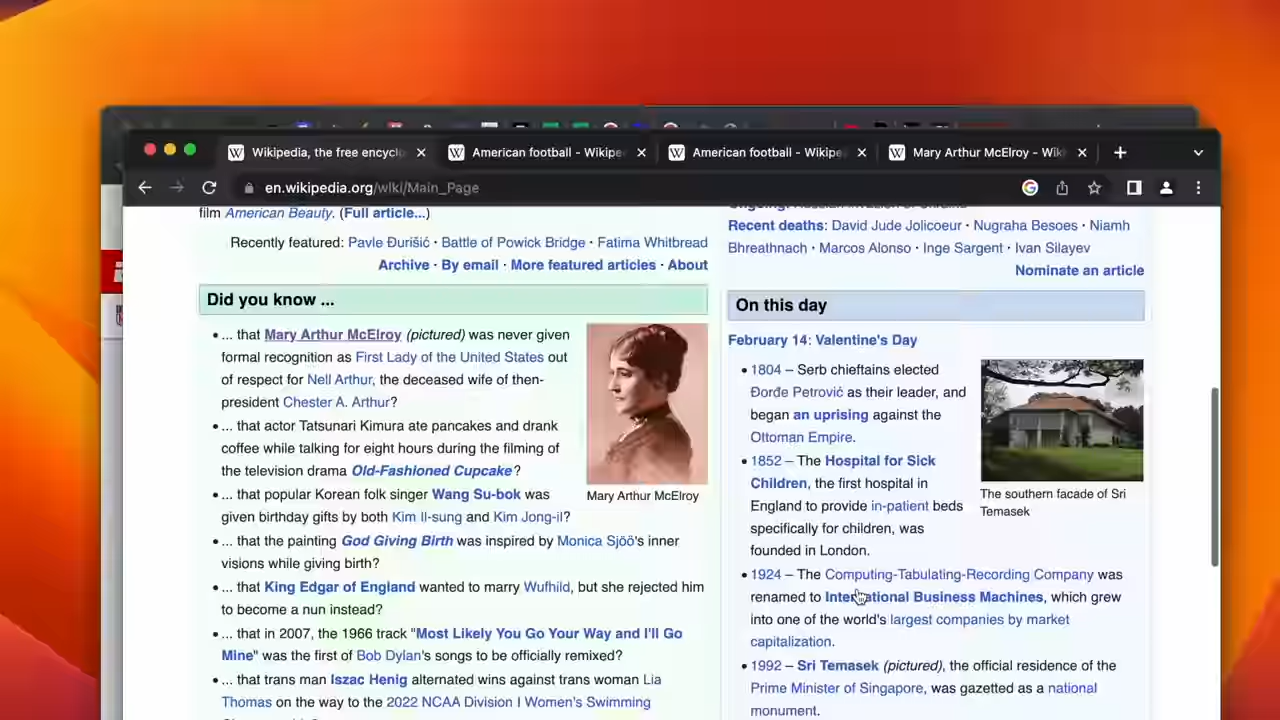 Wikipedia, the free encyclo
American football - Wikipe
American football - Wikipe
Mary Arthur McElroy - Wik
en.wikipedia.org/wiki/Main_Page
film American Beauty. (Full article...)
Recently featured: Pavle Đurišić · Battle of Powick Bridge · Fatima Whitbread
Archive · By email · More featured articles · About
Did you know ...
... that Mary Arthur McElroy (pictured) was never given
formal recognition as First Lady of the United States out
of respect for Nell Arthur, the deceased wife of then-
president Chester A. Arthur?
... that actor Tatsunari Kimura ate pancakes and drank
coffee while talking for eight hours during the filming of
the television drama Old-Fashioned Cupcake?
... that popular Korean folk singer Wang Su-bok was
given birthday gifts by both Kim Il-sung and Kim Jong-il?
Mary Arthur McElroy
... that the painting God Giving Birth was inspired by Monica Sjöö's inner
visions while giving birth?
... that King Edgar of England wanted to marry Wufhild, but she rejected him
to become a nun instead?
... that in 2007, the 1966 track "Most Likely You Go Your Way and I'll Go
Mine" was the first of Bob Dylan's songs to be officially remixed?
... that trans man Iszac Henig alternated wins against trans woman Lia
Thomas on the way to the 2022 NCAA Division I Women's Swimming
Recent deaths: David Jude Jolicoeur · Nugraha Besoes · Niamh
Bhreathnach · Marcos Alonso · Inge Sargent · Ivan Silayev
Nominate an article
On this day
February 14: Valentine's Day
1804 – Serb chieftains elected
Đorđe Petrović as their leader, and
began an uprising against the
Ottoman Empire.
1852 – The Hospital for Sick
Children, the first hospital in
England to provide in-patient beds
specifically for children, was
founded in London.
The southern facade of Sri
Temasek
1924 – The Computing-Tabulating-Recording Company was
renamed to International Business Machines, which grew
into one of the world's largest companies by market
capitalization.
1992 – Sri Temasek (pictured), the official residence of the
Prime Minister of Singapore, was gazetted as a national
monument.